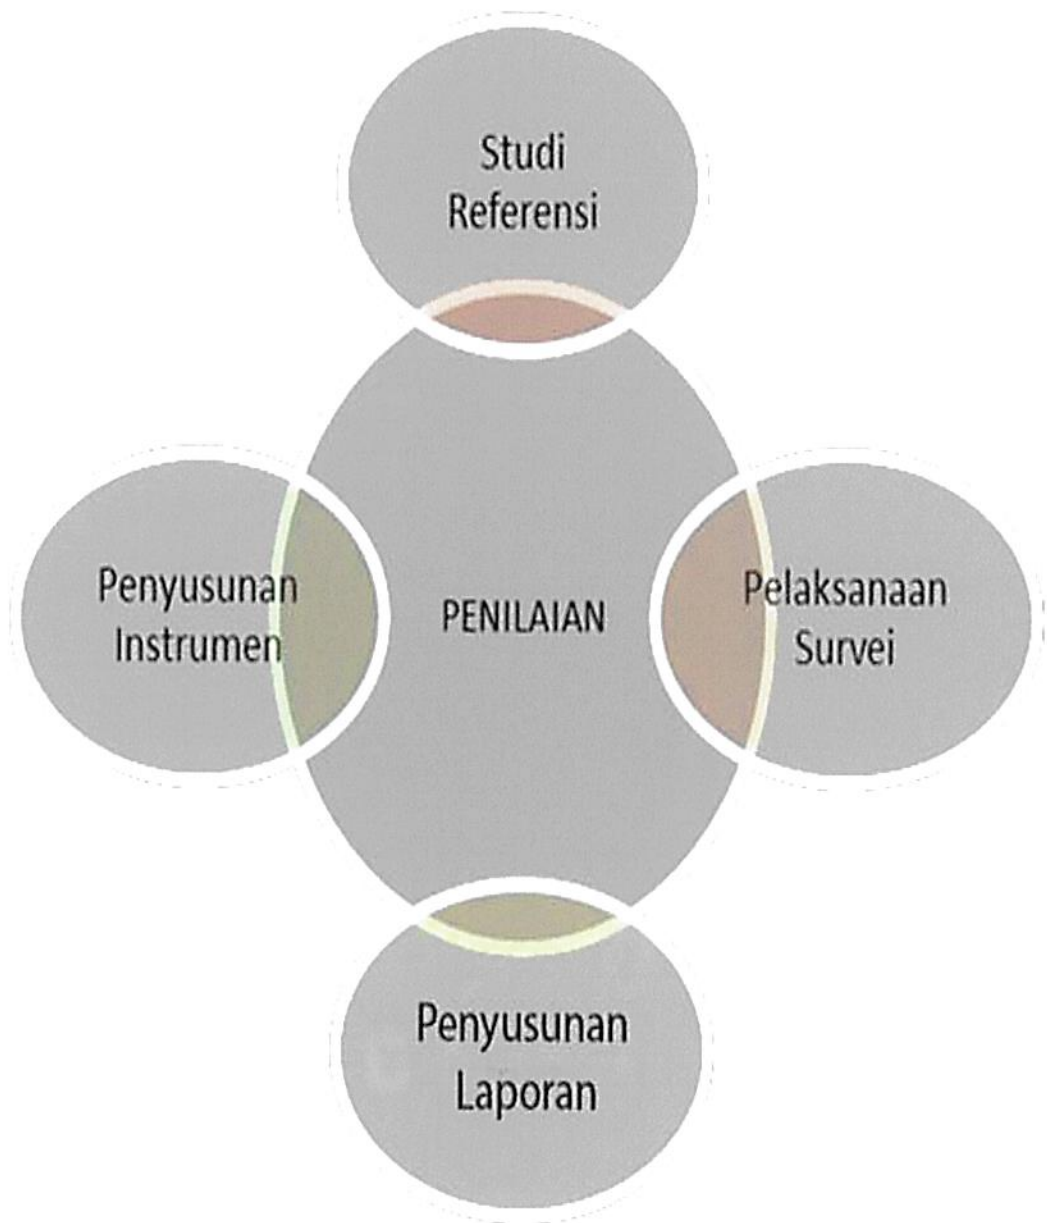 Studi
Referensi
Penyusunan
Instrumen
PENILAIAN
Pelaksanaan
Survei
Penyusunan
Laporan